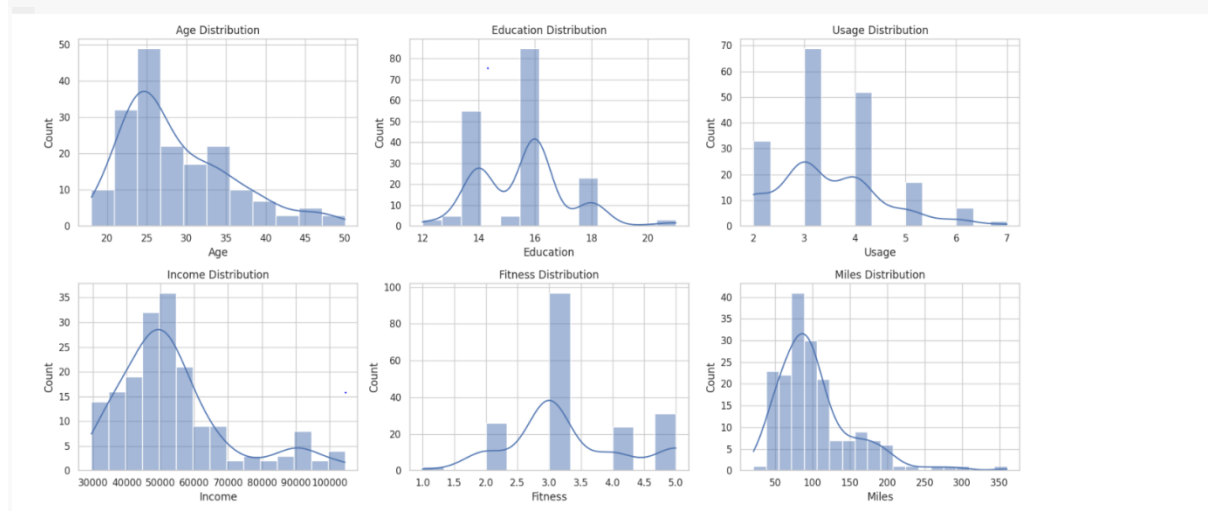 Age Distribution
50
40
30
20
10
0
Count
20 25 30 35 40 45 50
Age
Education Distribution
80
70
60
50
40
30
20
10
0
Count
12 14 16 18 20
Education
Usage Distribution
70
60
50
40
30
20
10
0
Count
2 3 4 5 6 7
Usage
Income Distribution
35
30
25
20
15
10
5
0
Count
30000 40000 50000 60000 70000 80000 90000 100000
Income
Fitness Distribution
100
80
60
40
20
0
Count
1.0 1.5 2.0 2.5 3.0 3.5 4.0 4.5 5.0
Fitness
Miles Distribution
40
35
30
25
20
15
10
5
0
Count
50 100 150 200 250 300 350
Miles